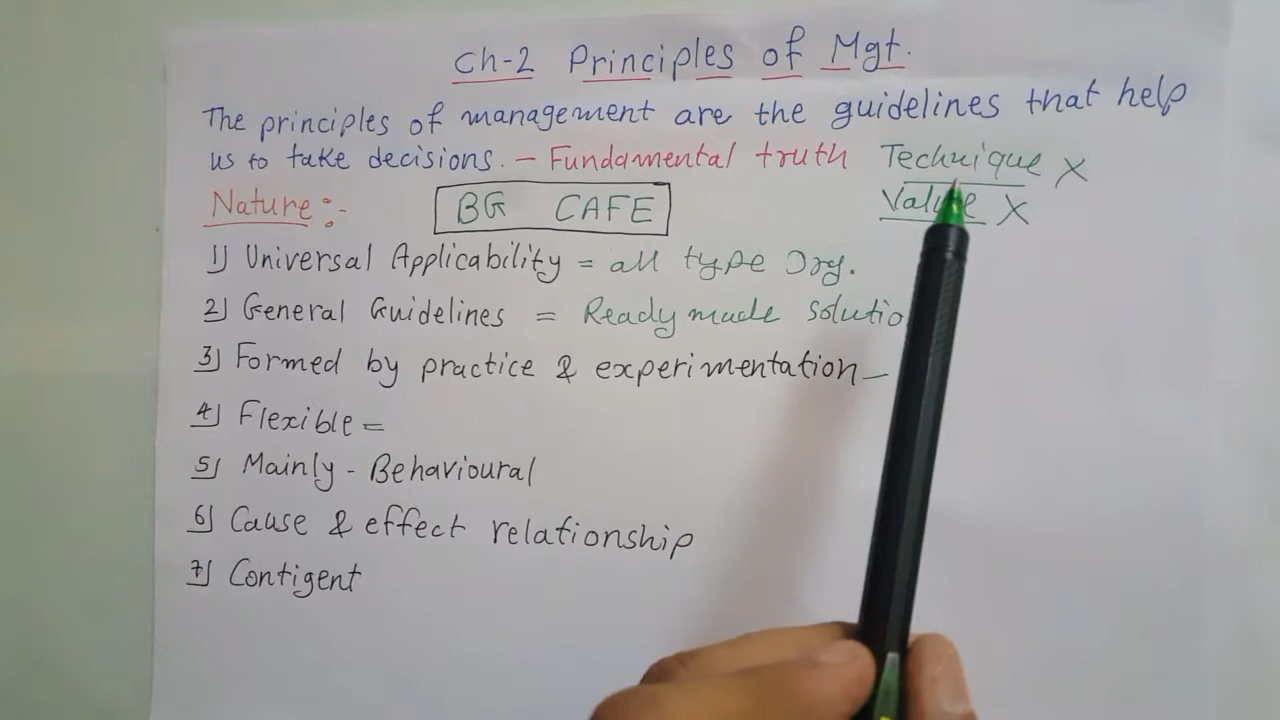 Ch-2 Principles of Mgt.
The principles of management are the guidelines that help
us to take decisions. - Fundamental truth Technique X
Nature :- BG CAFE Value X
1) Universal Applicability = all type Org.
2) General Guidelines = Ready made
3) Formed by practice & experimentation -
4) Flexible =
5) Mainly - Behavioural
6) Cause & effect relationship
7) Contigent